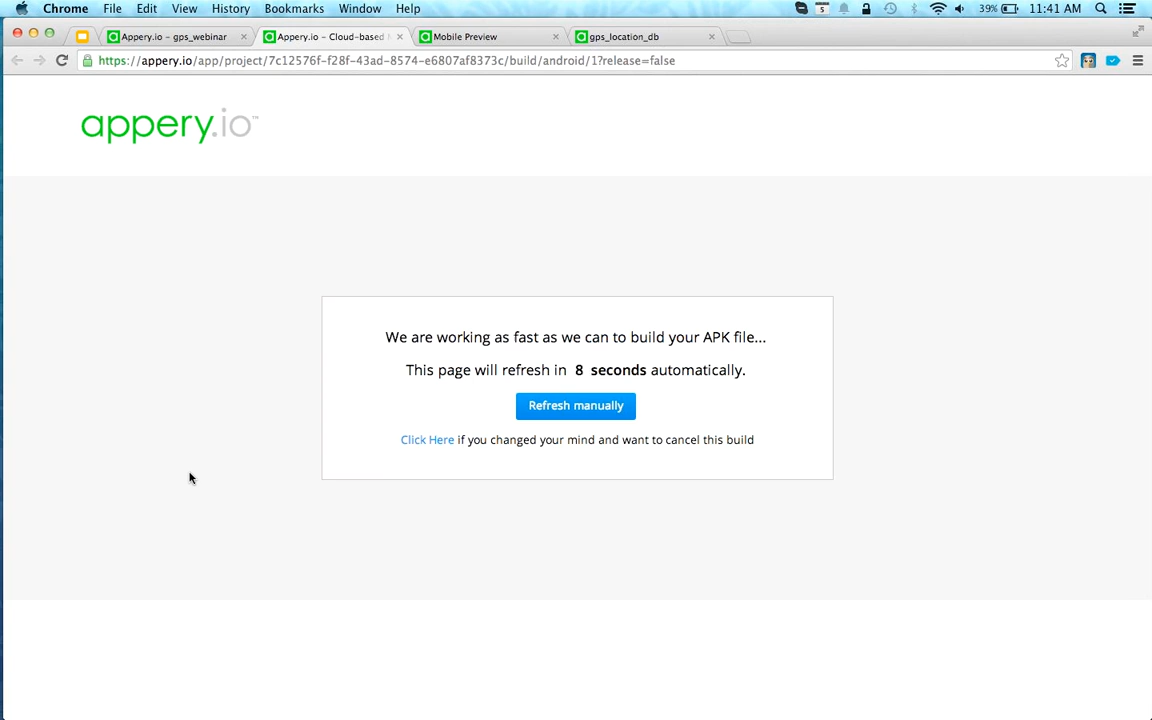 Chrome File Edit View History Bookmarks Window Help 5 39% 11:41 AM
Appery.io - gps_webinar Appery.io - Cloud-based Mobile Preview gps_location_db
https://appery.io/app/project/7c12576f-f28f-43ad-8574-e6807af8373c/build/android/1?release=false
appery.io™
We are working as fast as we can to build your APK file...
This page will refresh in 8 seconds automatically.
Refresh manually
Click Here if you changed your mind and want to cancel this build